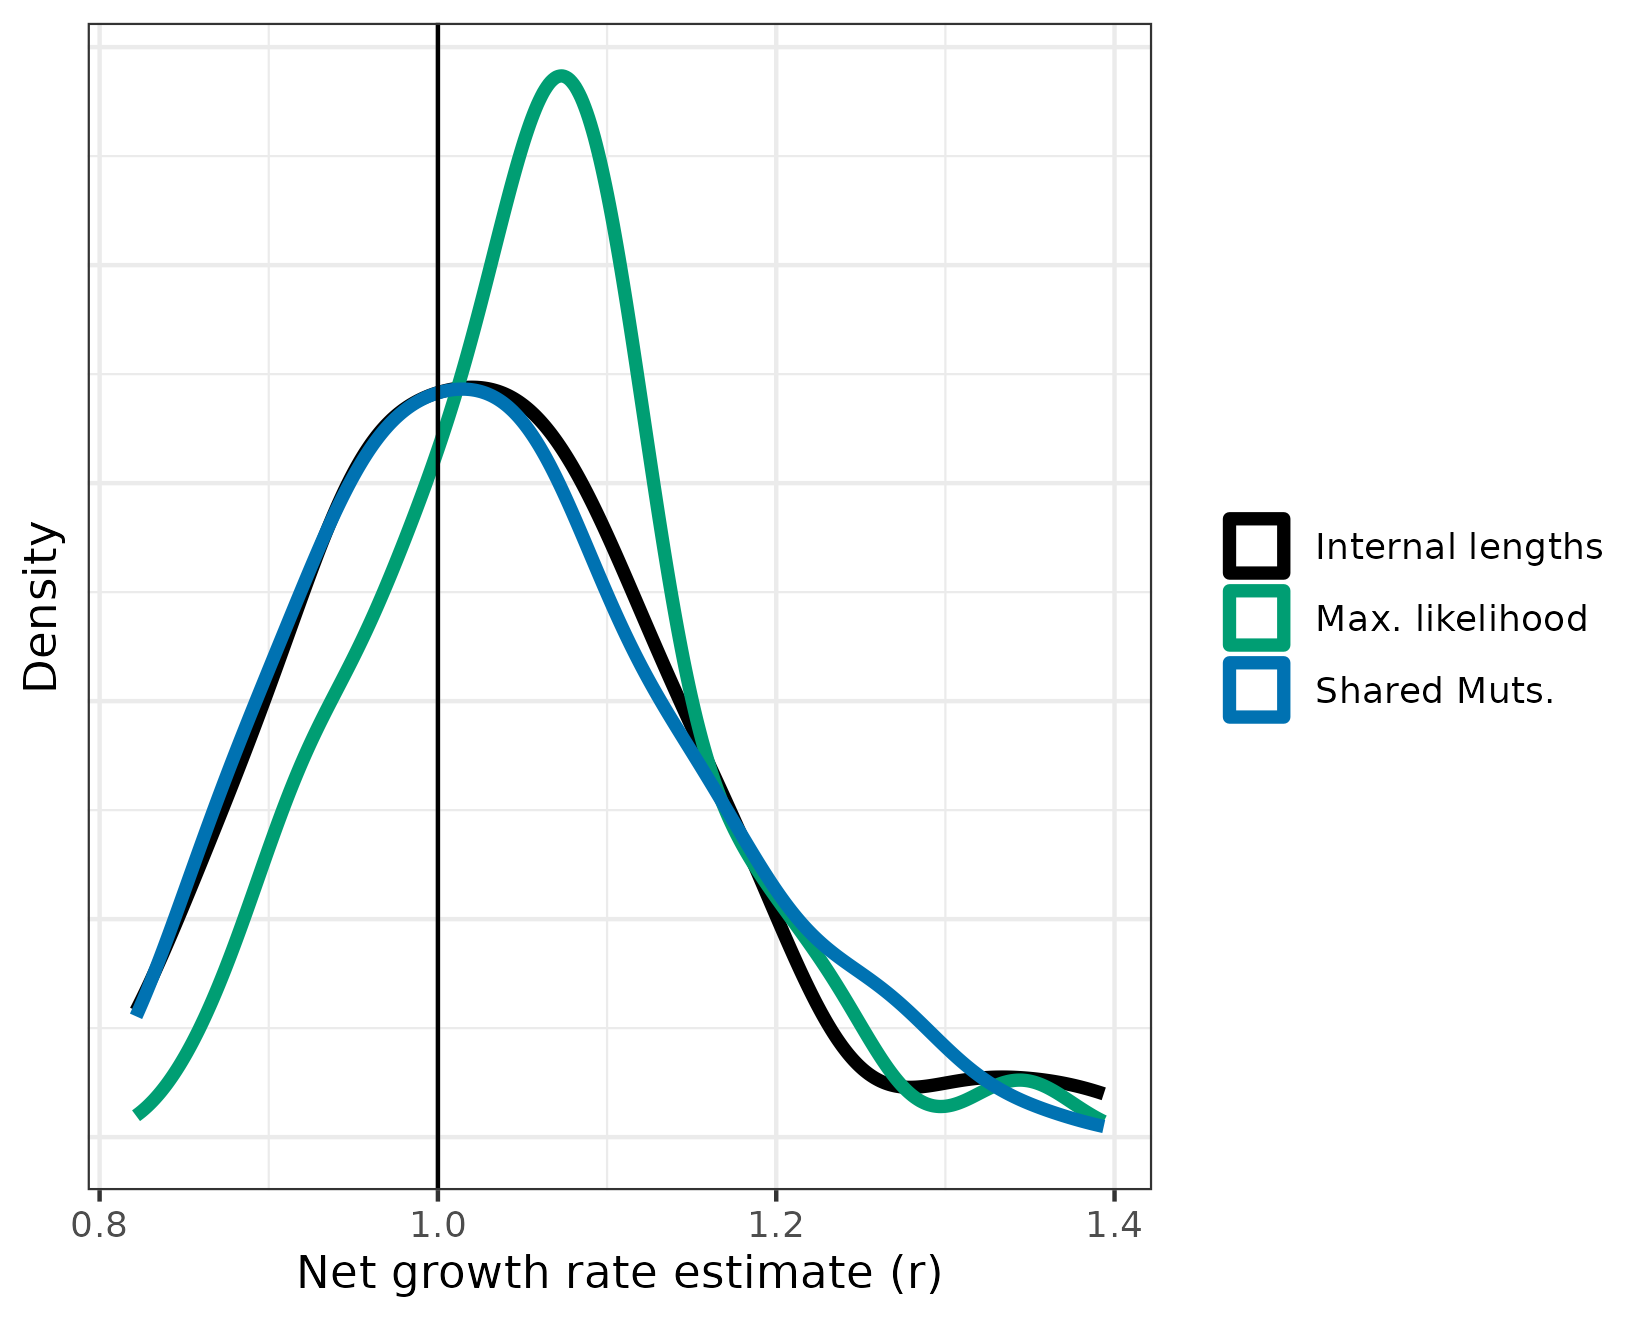 Density
0.8
1.0
1.2
1.4
Net growth rate estimate (r)
Internal lengths
Max. likelihood
Shared Muts.